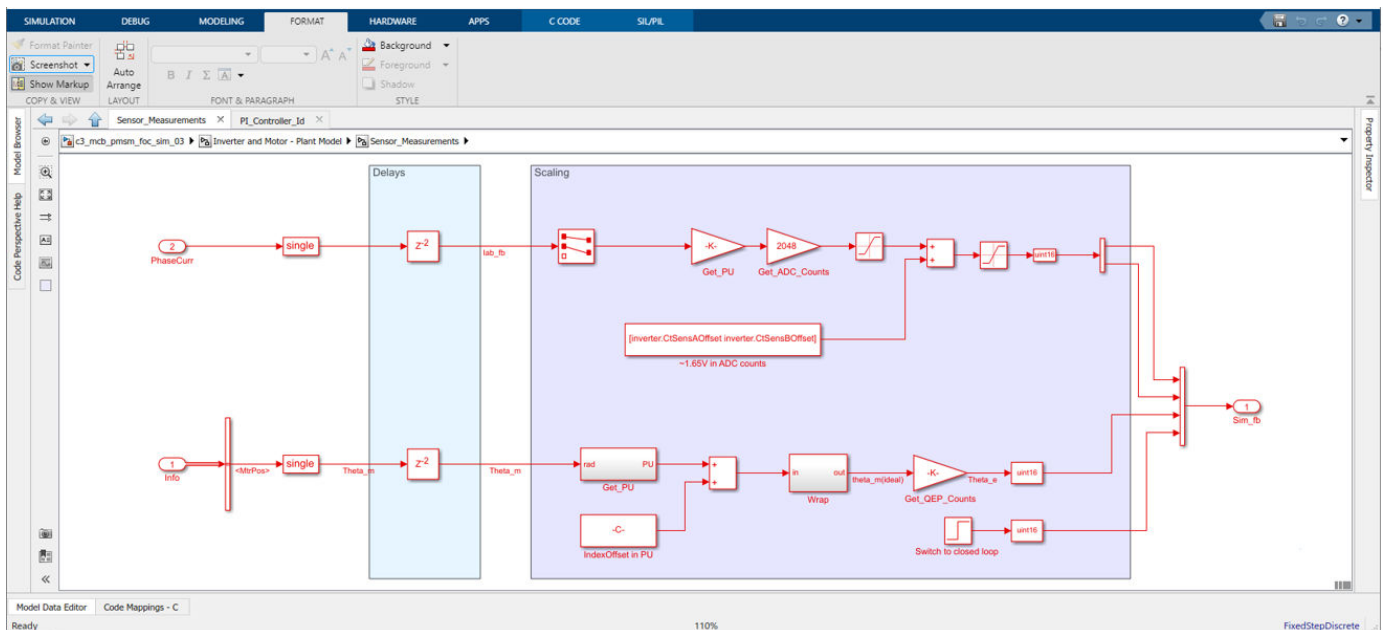 SIMULATION DEBUG MODELING FORMAT HARDWARE APPS C CODE SIL/PIL
Format Painter
Screenshot
Show Markup
COPY & VIEW
Auto
Arrange
LAYOUT
B I Σ A
FONT & PARAGRAPH
Background
Foreground
Shadow
STYLE
Model Browser
Code Perspective Help
Property Inspector
Sensor_Measurements × PI_Controller_Id ×
c3_mcb_pmsm_foc_sim_03 Inverter and Motor - Plant Model Sensor_Measurements
Delays
Scaling
2
PhaseCurr
single
Z-2
Iab_fb
-K-
Get_PU
2048
Get_ADC_Counts
+
+
uint16
[inverter.CtSensAOffset inverter.CtSensBOffset]
~1.65V in ADC counts
1
Sim_fb
1
Info
<MtrPos>
single
Theta_m
Z-2
Theta_m
rad PU
Get_PU
+
+
in out
Wrap
theta_m(ideal)
-K-
Get_QEP_Counts
Theta_e
uint16
-C-
IndexOffset in PU
Switch to closed loop
uint16
Model Data Editor Code Mappings - C
Ready 110% FixedStepDiscrete